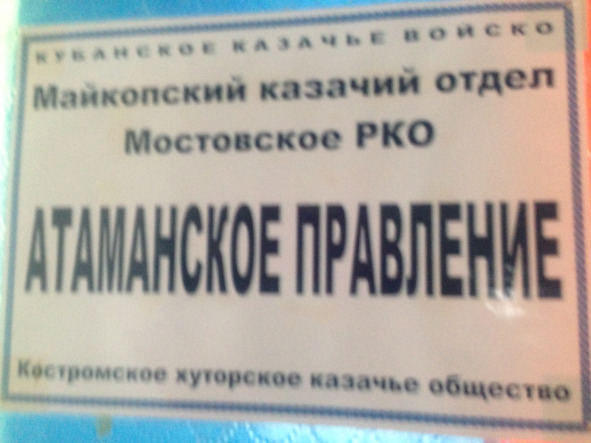 КУБАНСКОЕ КАЗАЧЬЕ ВОЙСКО
Майкопский казачий отдел
Мостовское РКО
АТАМАНСКОЕ ПРАВЛЕНИЕ
Костромское хуторское казачье общество